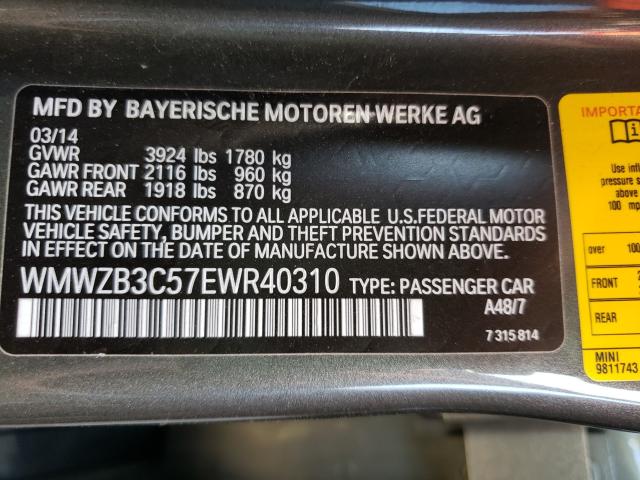 MFD BY BAYERISCHE MOTOREN WERKE AG
03/14
GVWR 3924 lbs 1780 kg
GAWR FRONT 2116 lbs 960 kg
GAWR REAR 1918 lbs 870 kg
THIS VEHICLE CONFORMS TO ALL APPLICABLE U.S.FEDERAL MOTOR
VEHICLE SAFETY, BUMPER AND THEFT PREVENTION STANDARDS
IN EFFECT ON THE DATE OF MANUFACTURE SHOWN ABOVE.
WMWZB3C57EWR40310 TYPE: PASSENGER CAR
A48/7
7 315 814
Use
pressure
above
100
over 100
FRONT
REAR
MINI
9811743